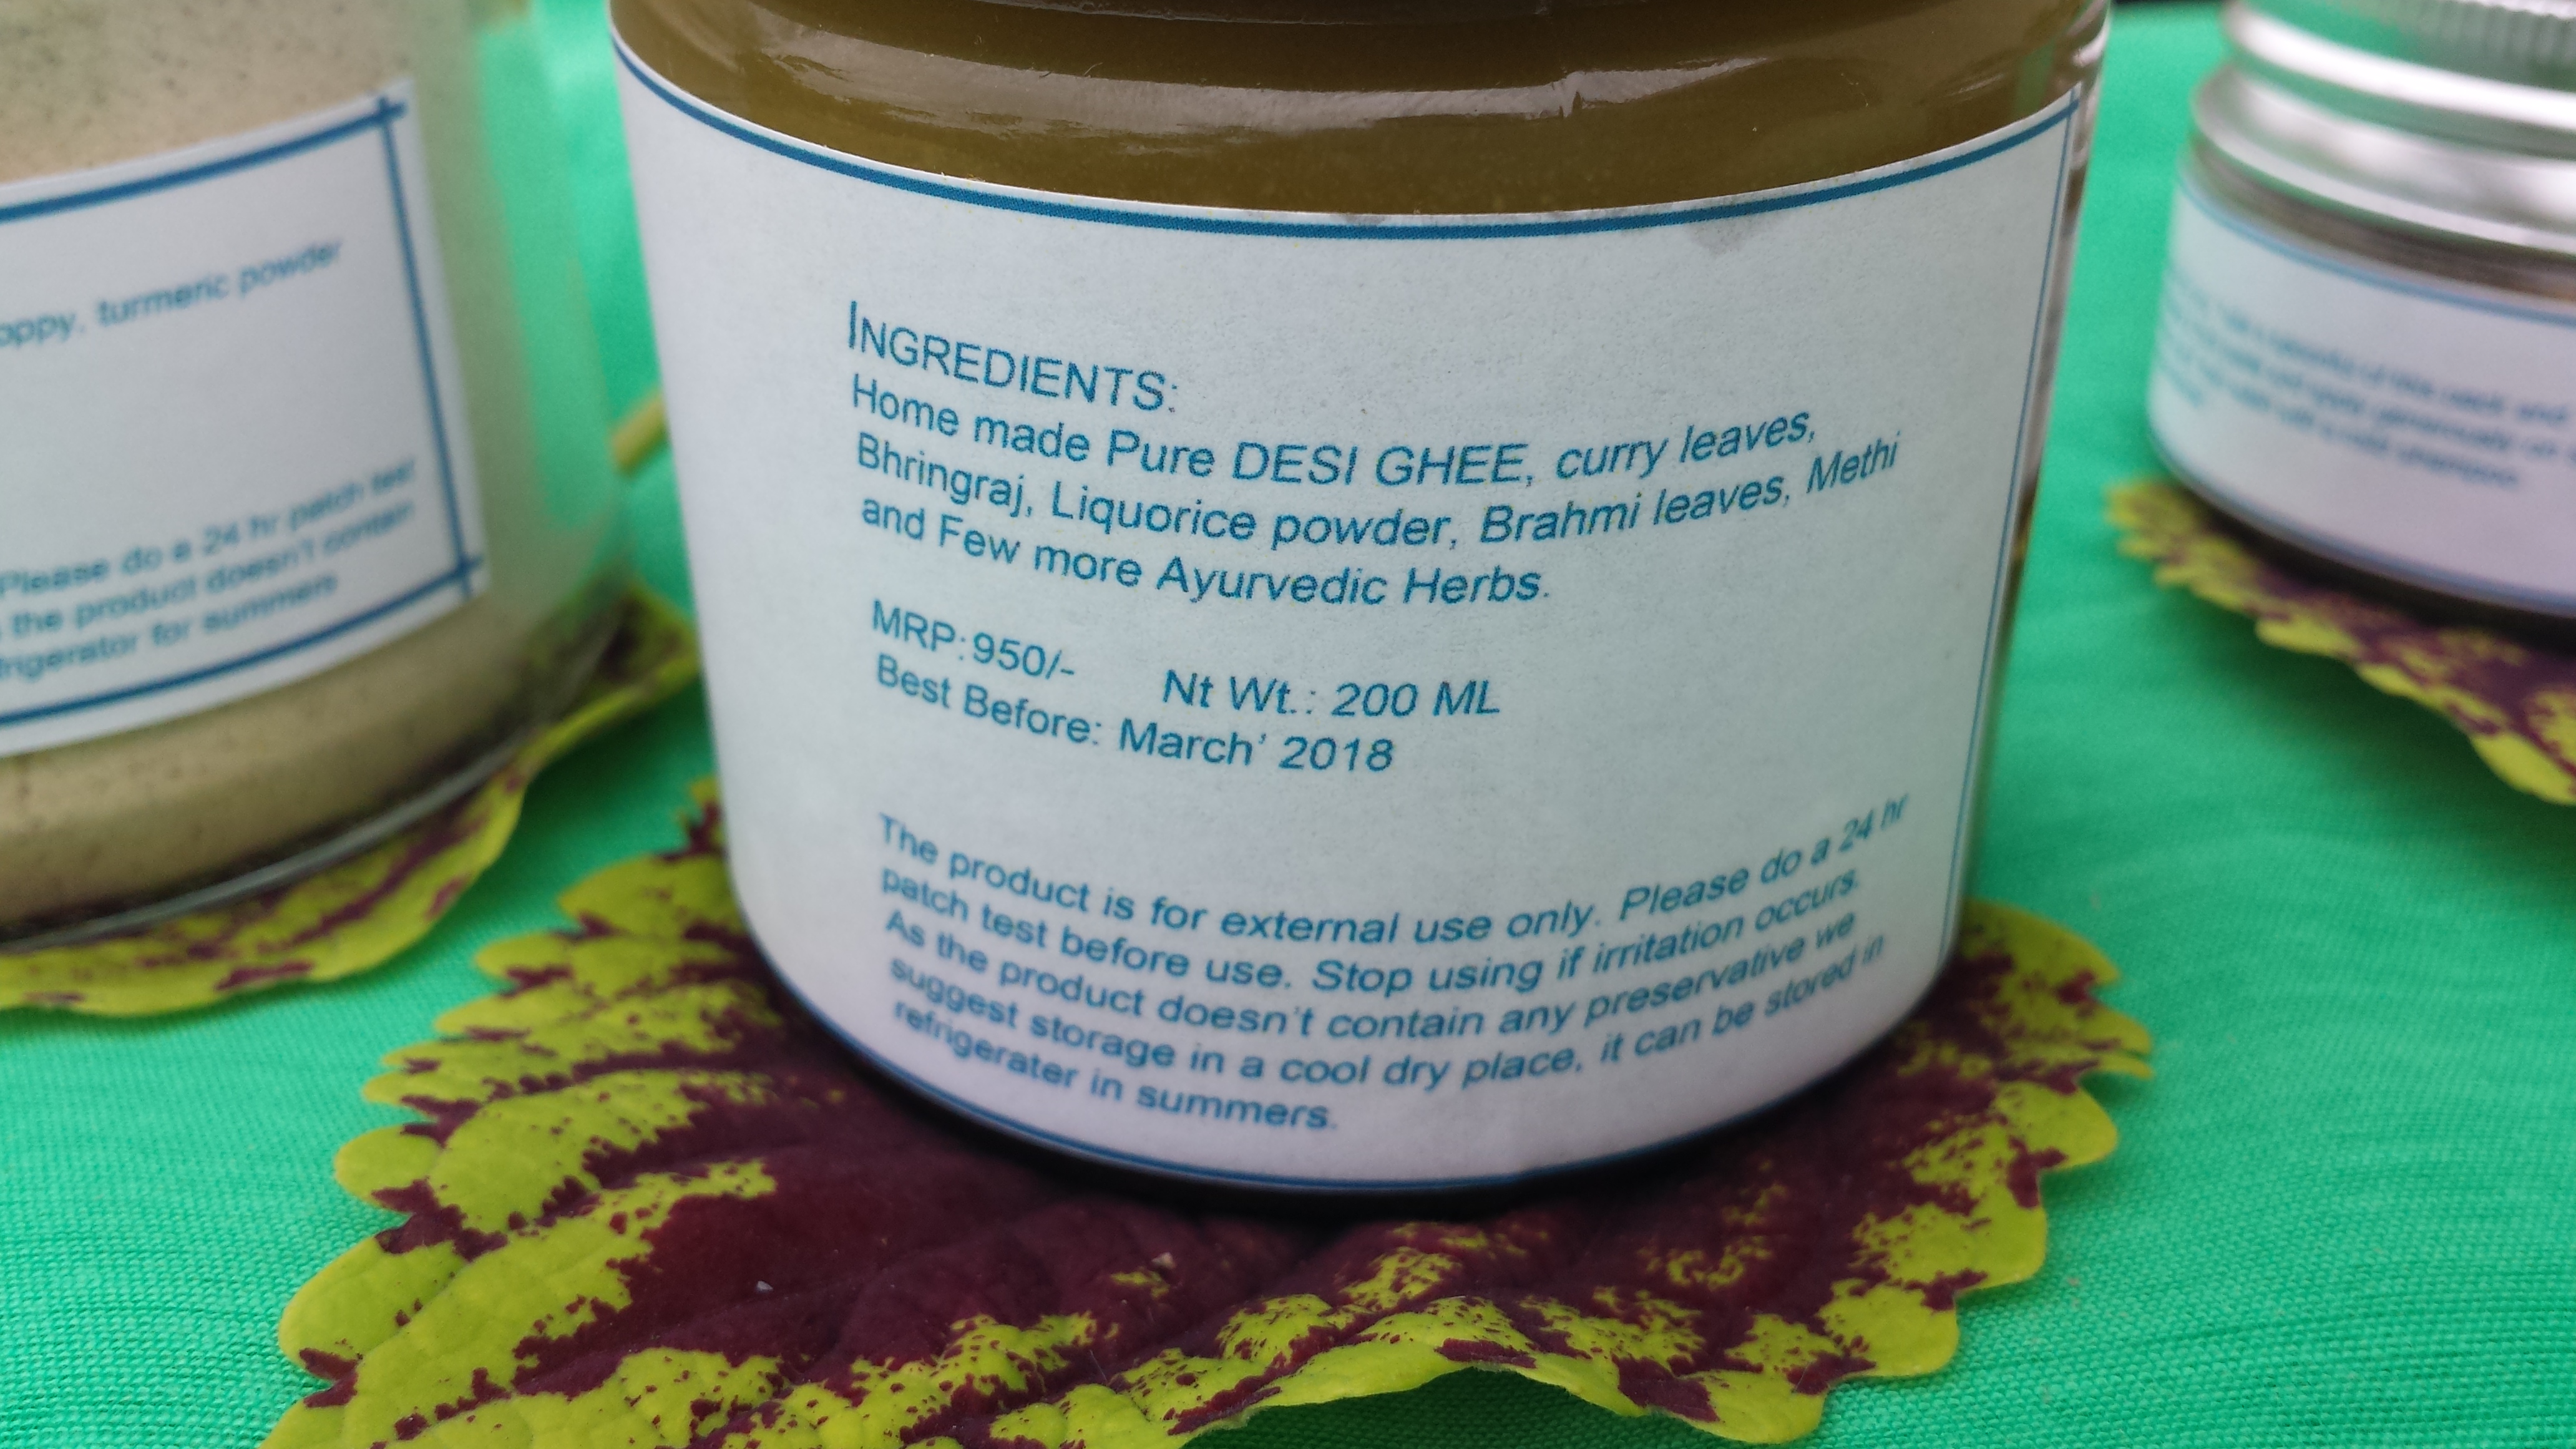 oppy, turmeric powder
Please do a 24 hr patch test
the product doesn't contain
frigerator for summers
INGREDIENTS:
Home made Pure DESI GHEE, curry leaves,
Bhringraj, Liquorice powder, Brahmi leaves, Methi
and Few more Ayurvedic Herbs.
MRP:950/- Nt Wt.: 200 ML
Best Before: March' 2018
The product is for external use only. Please do a 24 hr
patch test before use. Stop using if irritation occurs.
As the product doesn't contain any preservative we
suggest storage in a cool dry place, it can be stored in
refrigerater in summers.